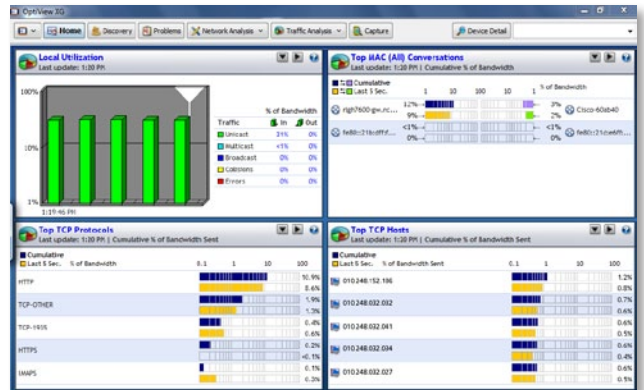 OptiView XG
Home Discovery Problems Network Analysis Traffic Analysis Capture Device Detail
Local Utilization
Last update: 1:20 PM
100%
10%
1%
1:19:46 PM
% of Bandwidth
Traffic In Out
Unicast 21% 0%
Multicast <1% 0%
Broadcast 0% 0%
Collisions 0% 0%
Errors 0% 0%
Top MAC (All) Conversations
Last update: 1:20 PM | Cumulative % of Bandwidth
Cumulative
Last 5 Sec. 1 10 100 10 1 % of Bandwidth
12% 3%
9% 2%
<1% <1%
0% 0%
Top TCP Protocols
Last update: 1:20 PM | Cumulative % of Bandwidth Sent
Cumulative
Last 5 Sec. % of Bandwidth 0.1 1 10 100
HTTP 10.9%
8.6%
TCP-OTHER 1.9%
1.3%
TCP-1935 0.4%
0.6%
HTTPS 0.2%
<0.1%
IMAPS 0.1%
0.3%
Top TCP Hosts
Last update: 1:20 PM | Cumulative % of Bandwidth Sent
Cumulative
Last 5 Sec. % of Bandwidth Sent 0.1 1 10 100
010.248.152.186 1.2%
0.8%
010.248.032.032 0.7%
0.6%
010.248.032.041 0.6%
0.5%
010.248.032.034 0.6%
0.4%
010.248.032.027 0.6%
0.5%